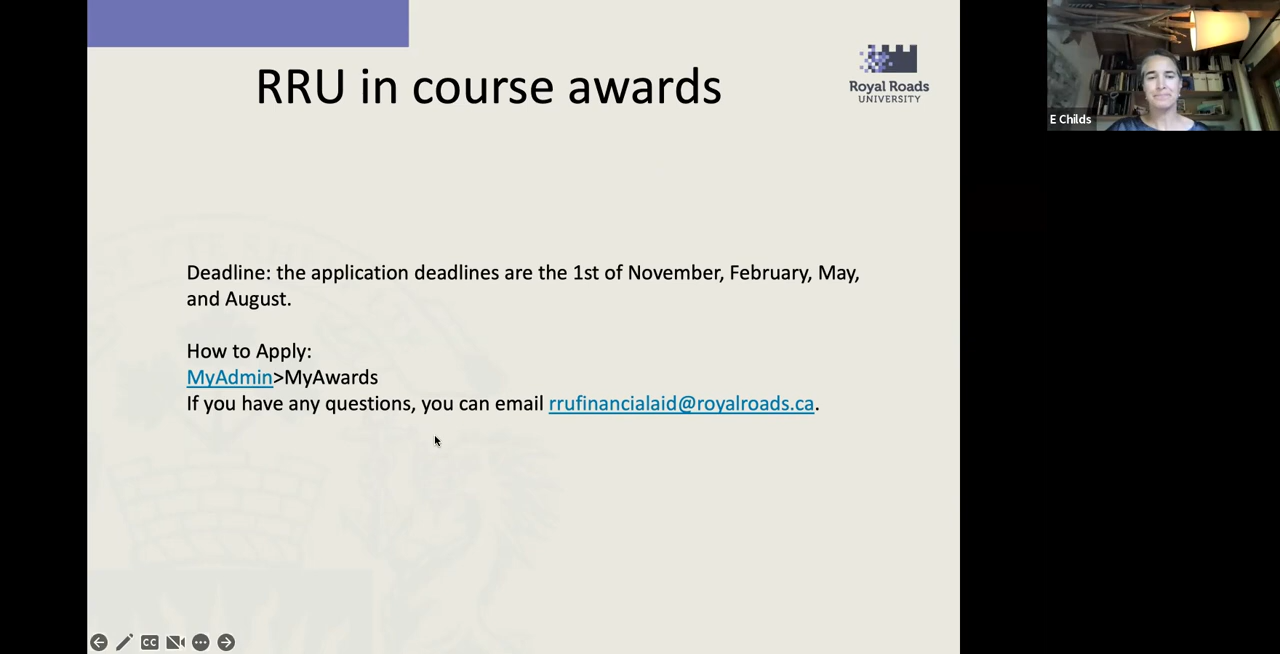 RRU in course awards
Royal Roads
UNIVERSITY
E Childs
Deadline: the application deadlines are the 1st of November, February, May,
and August.
How to Apply:
MyAdmin>MyAwards
If you have any questions, you can email rrufinancialaid@royalroads.ca.
CC